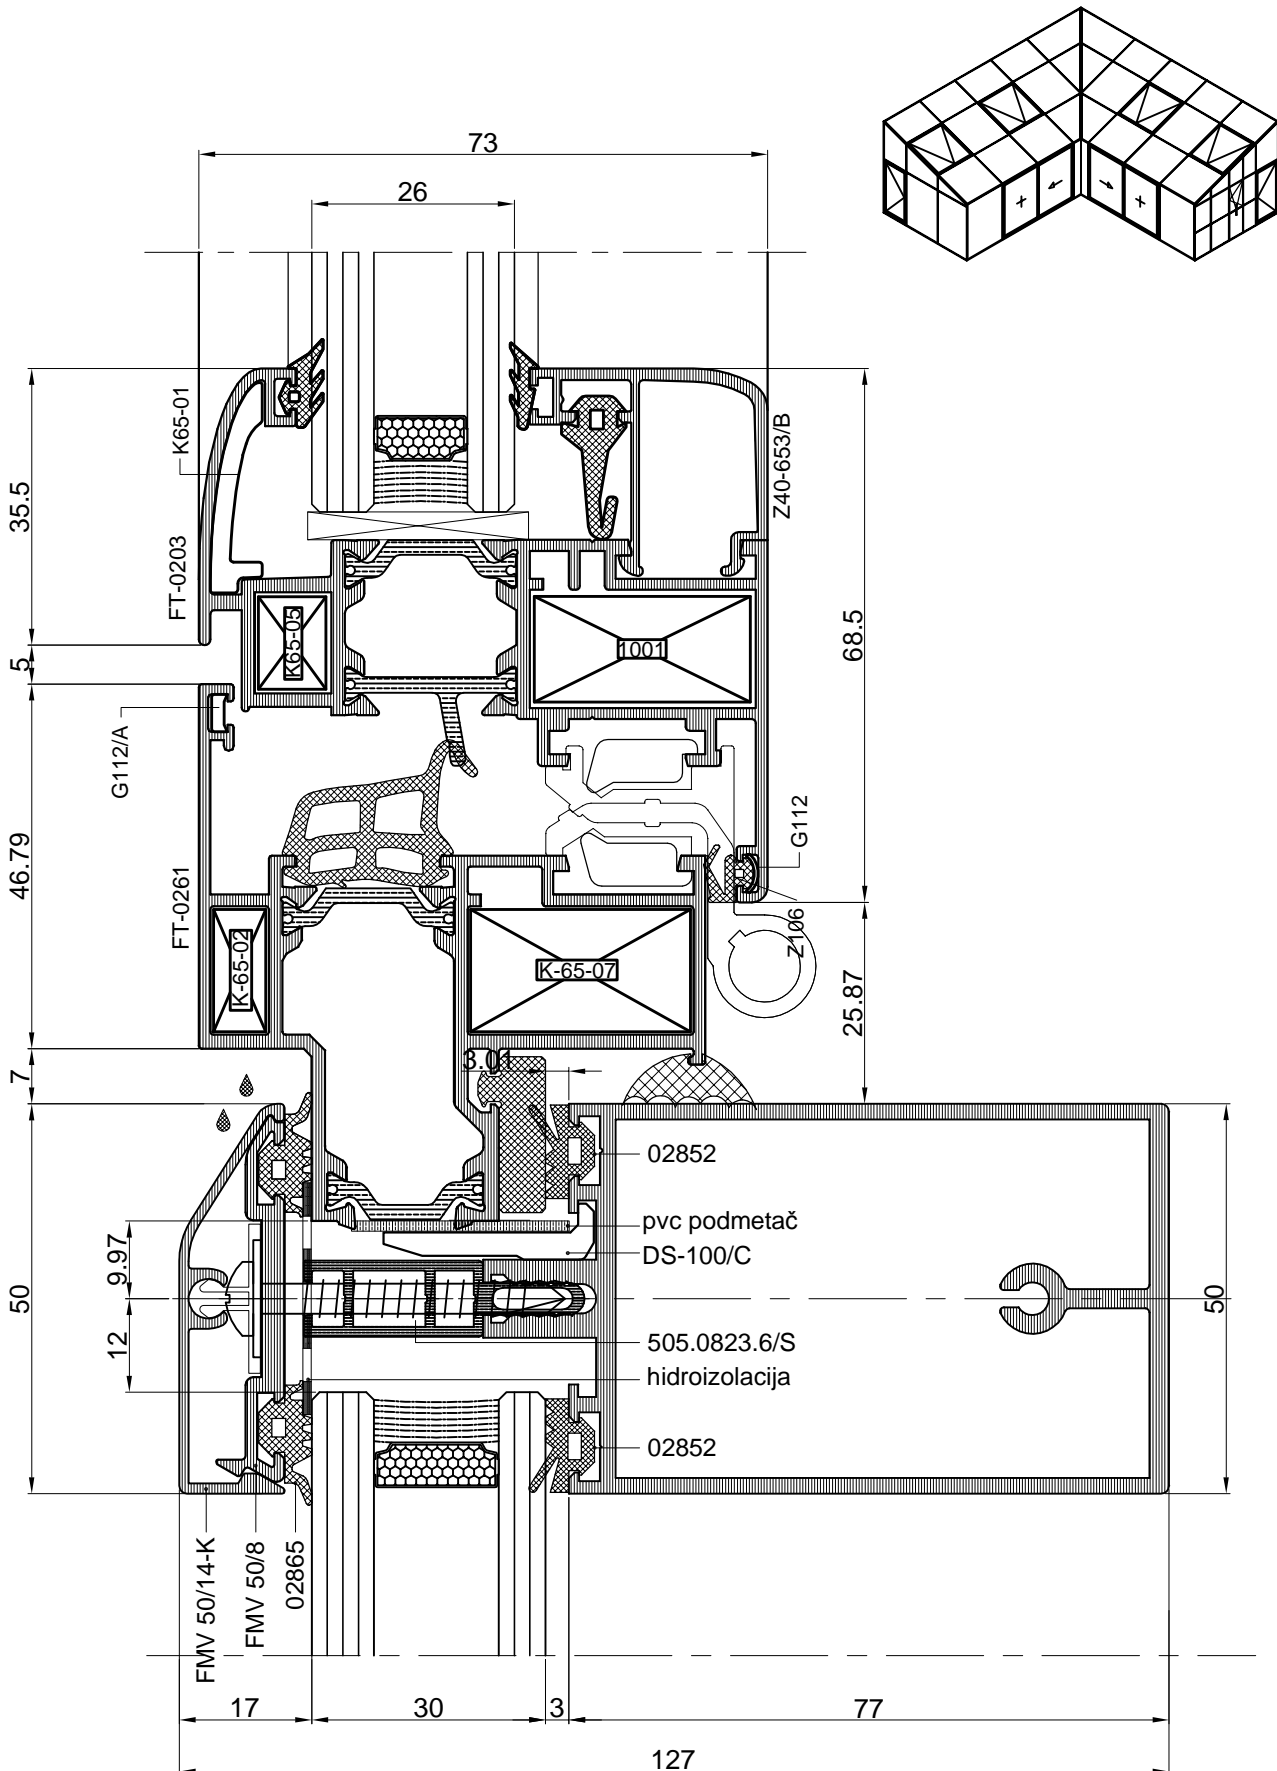 73
26
K65-01
Z40-653/B
35.5
FT-0203
K65-05
1001
68.5
5
G112/A
G112
46.79
FT-0261
K-65-02
K-65-07
Z106
25.87
3.01
7
02852
pvc podmetač
DS-100/C
9.97
50
50
12
505.0823.6/S
hidroizolacija
02852
FMV 50/14-K
FMV 50/8
02865
17
30
3
77
127